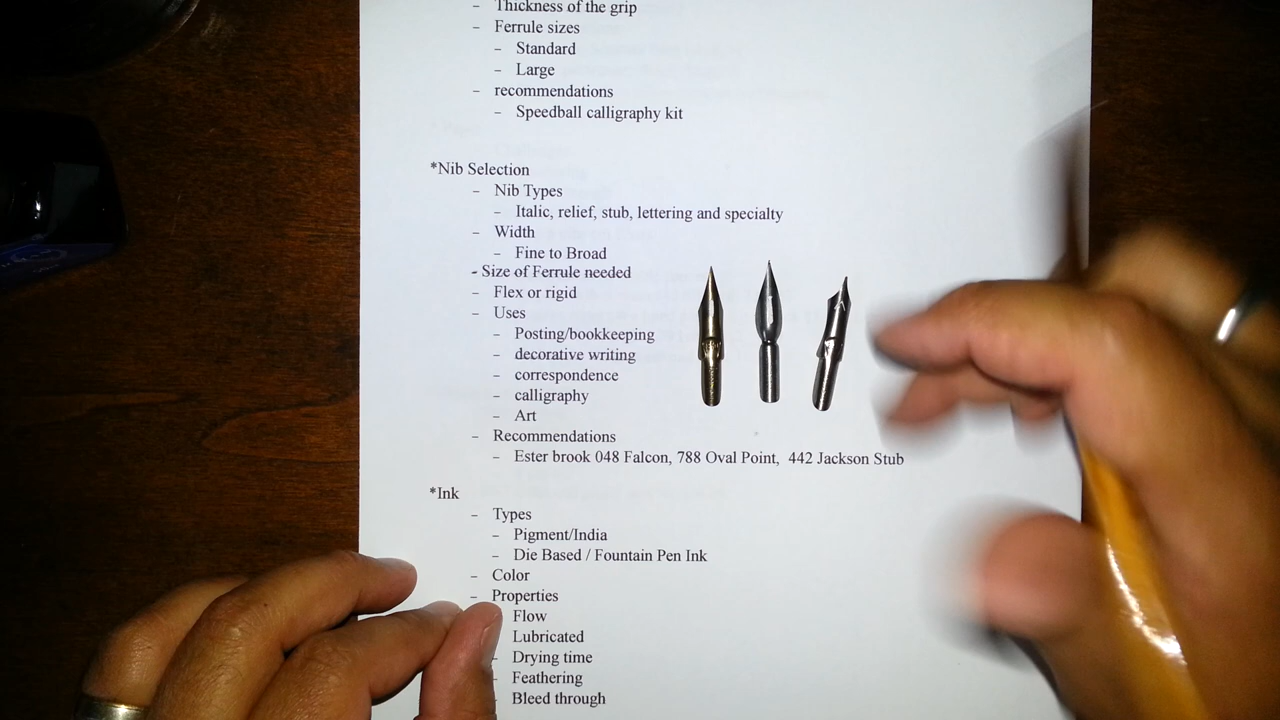 - Thickness of the grip
- Ferrule sizes
- Standard
- Large
- recommendations
- Speedball calligraphy kit
*Nib Selection
- Nib Types
- Italic, relief, stub, lettering and specialty
- Width
- Fine to Broad
- Size of Ferrule needed
- Flex or rigid
- Uses
- Posting/bookkeeping
- decorative writing
- correspondence
- calligraphy
- Art
- Recommendations
- Ester brook 048 Falcon, 788 Oval Point, 442 Jackson Stub
*Ink
- Types
- Pigment/India
- Die Based / Fountain Pen Ink
- Color
- Properties
Flow
Lubricated
- Drying time
- Feathering
- Bleed through